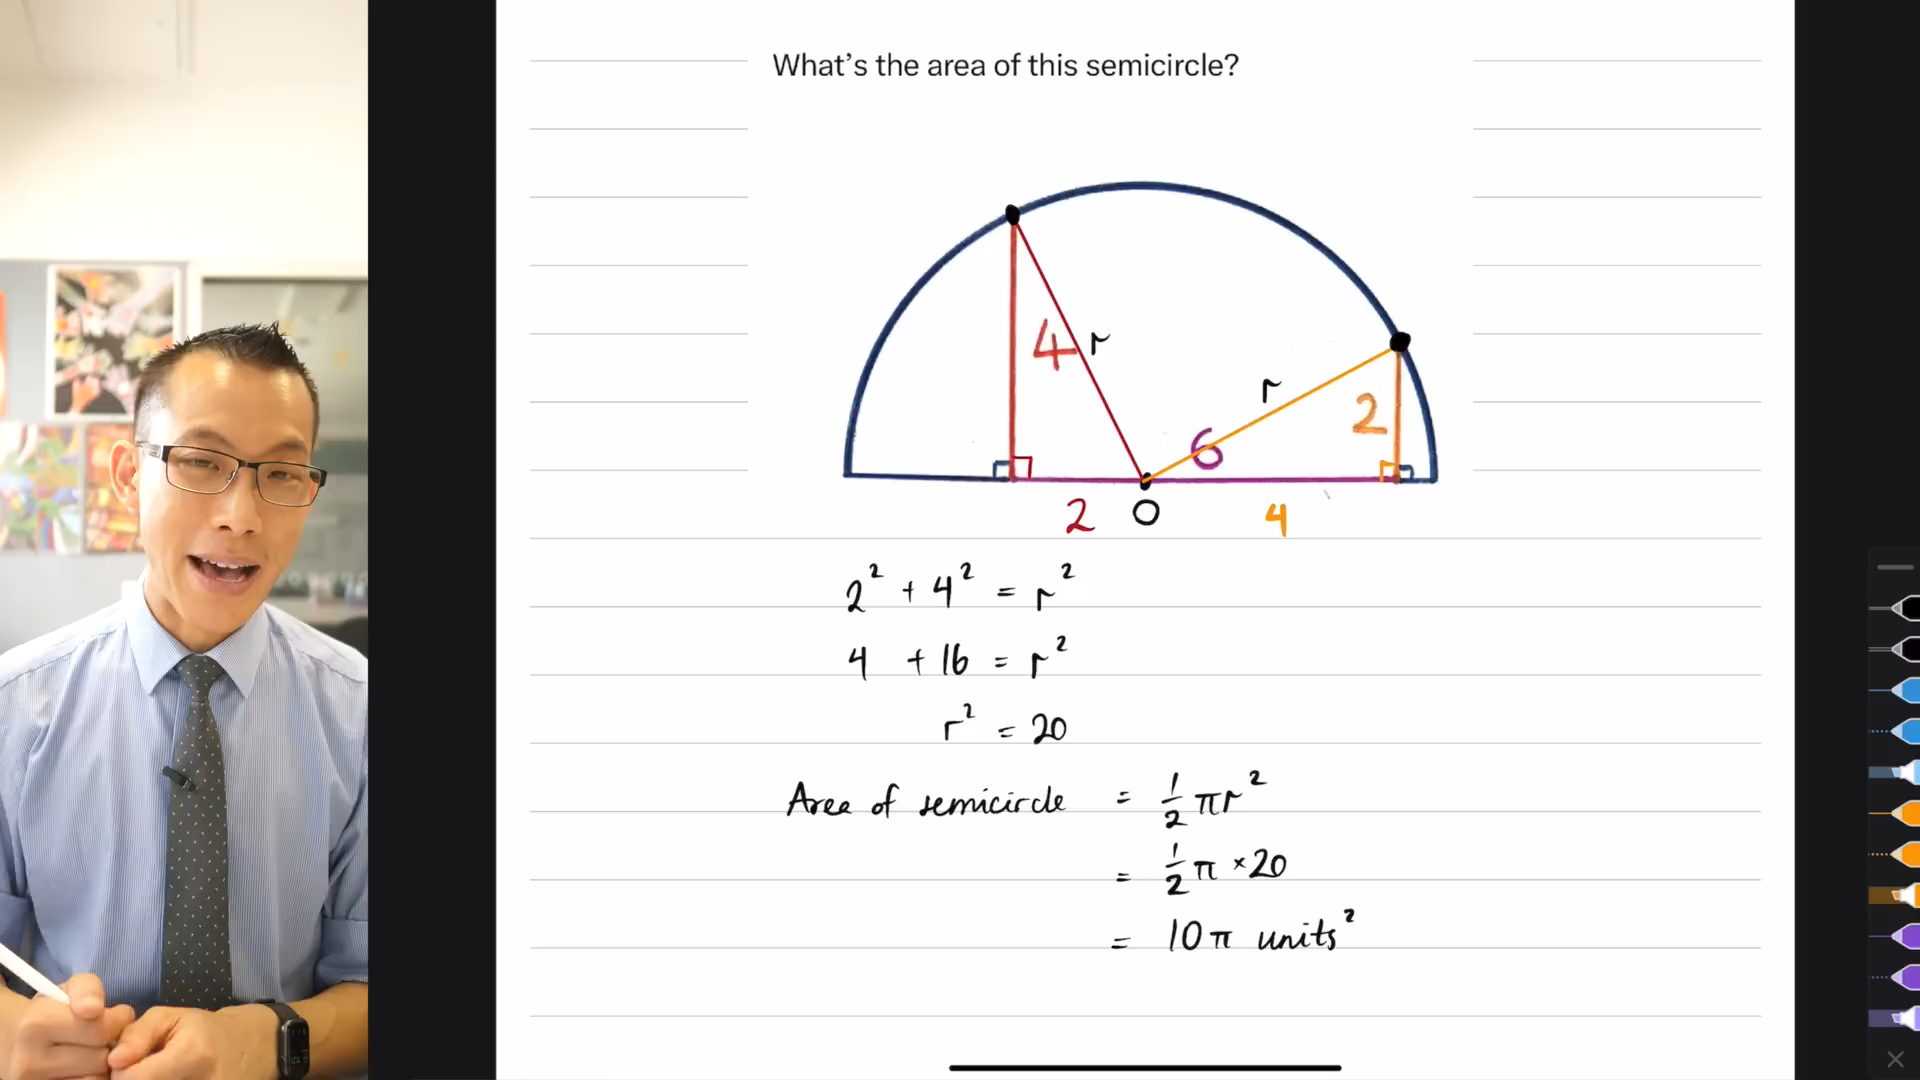 What’s the area of this semicircle?
4 r
r
2
6
2 O 4
2² + 4² = r²
4 + 16 = r²
r² = 20
Area of semicircle = ½πr²
= ½π × 20
= 10π units²